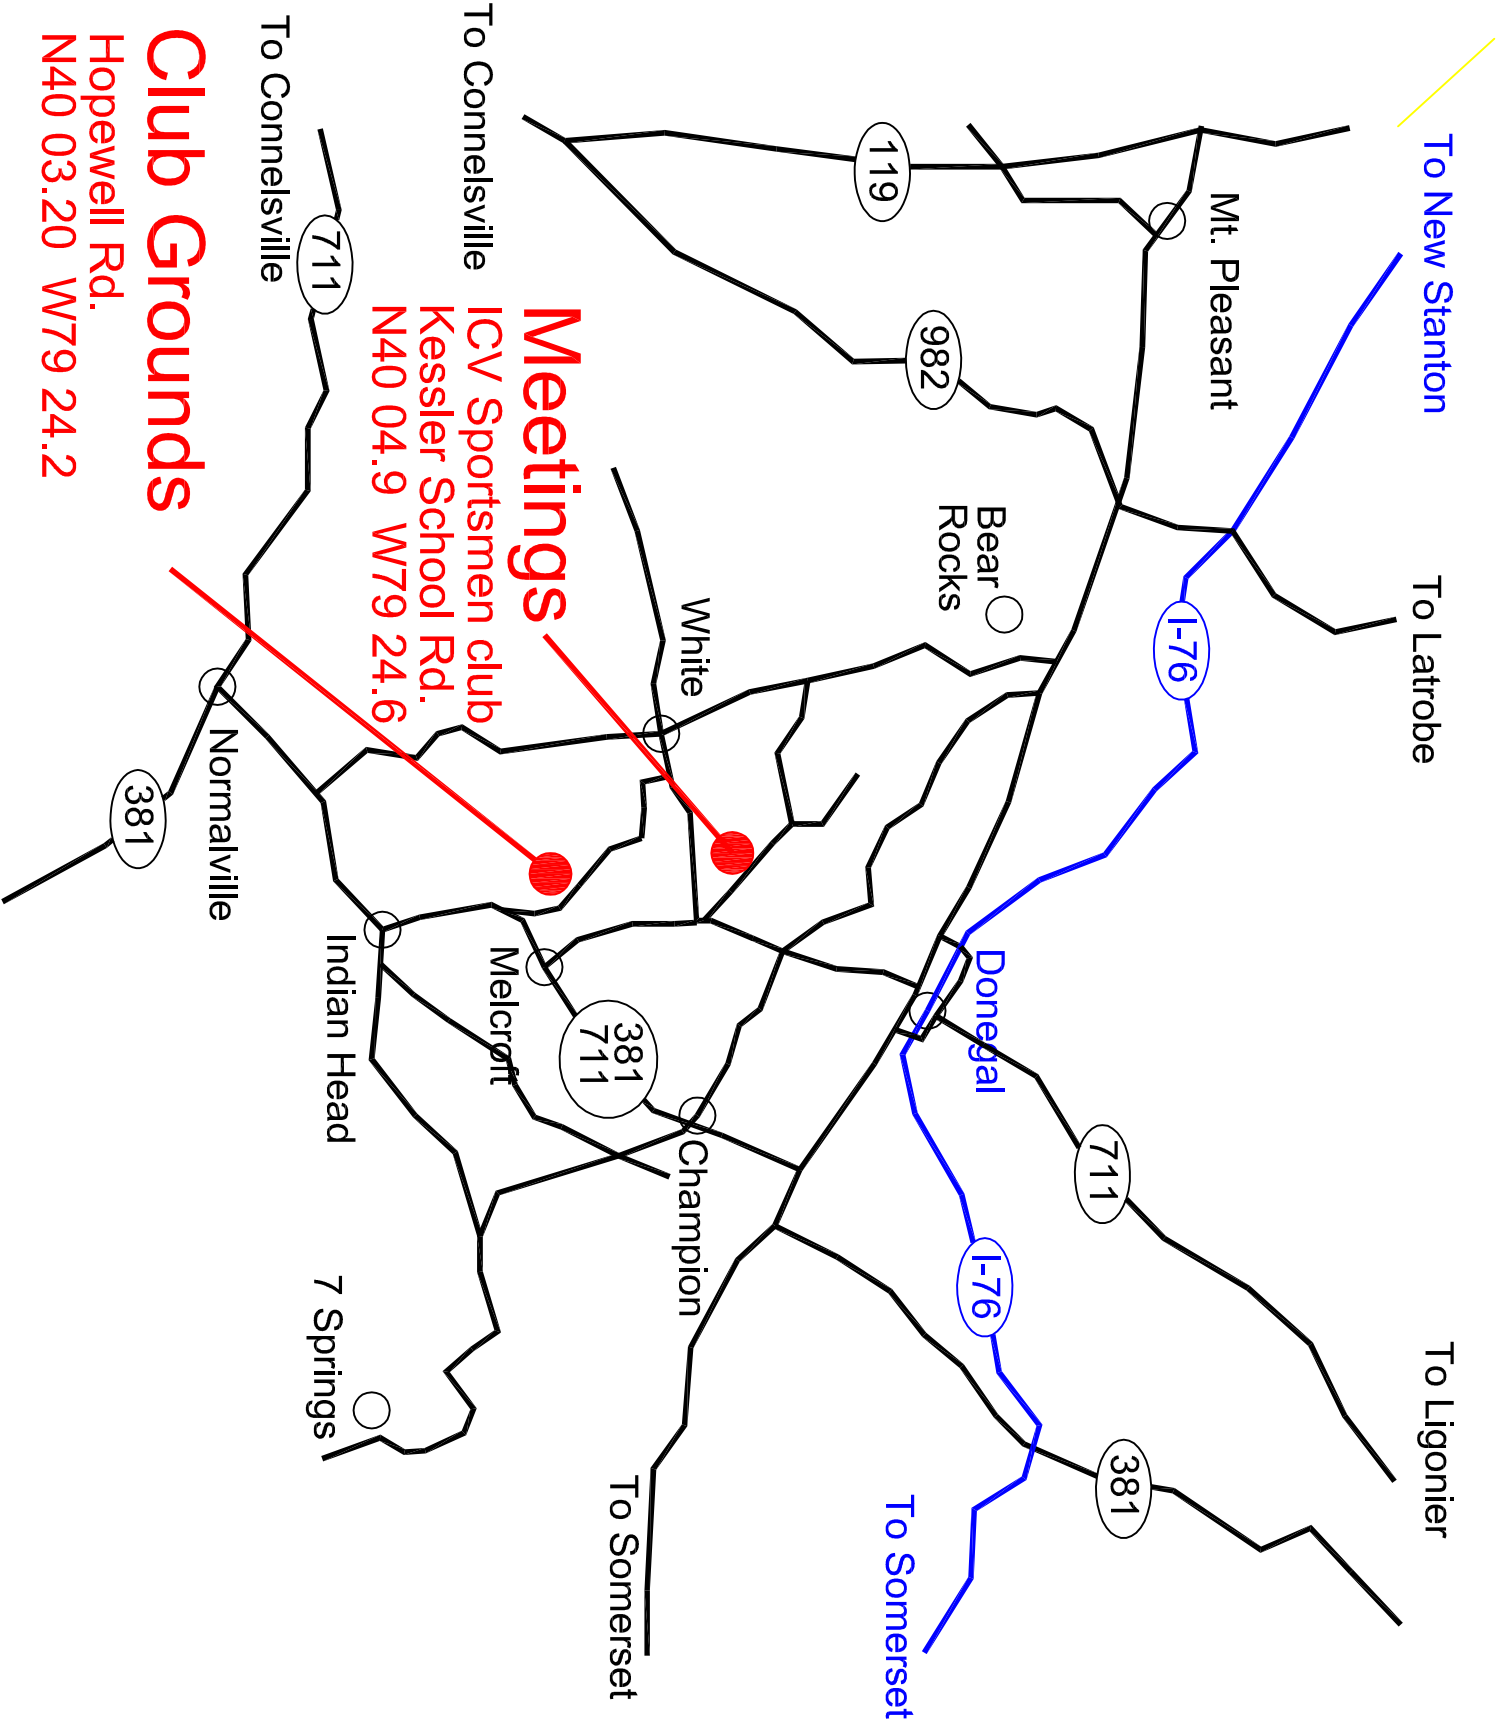 To New Stanton
To Latrobe
To Ligonier
Mt. Pleasant
I-76
711
381
119
982
Bear
Rocks
Donegal
I-76
To Somerset
To Connelsville
Meetings
ICV Sportsmen club
Kessler School Rd.
N40 04.9 W79 24.6
White
Champion
381
711
Melcroft
To Somerset
To Connelsville
711
Indian Head
7 Springs
Normalville
381
Club Grounds
Hopewell Rd.
N40 03.20 W79 24.2